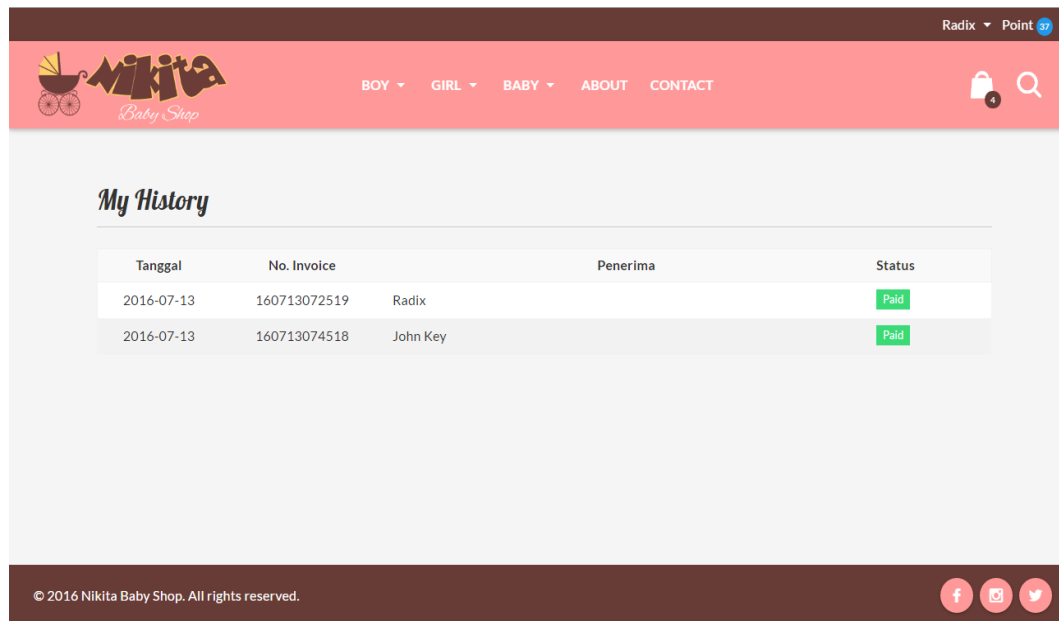 Radix Point 37
Nikita
Baby Shop
BOY GIRL BABY ABOUT CONTACT
4
My History
Tanggal No. Invoice Penerima Status
2016-07-13 160713072519 Radix Paid
2016-07-13 160713074518 John Key Paid
© 2016 Nikita Baby Shop. All rights reserved.